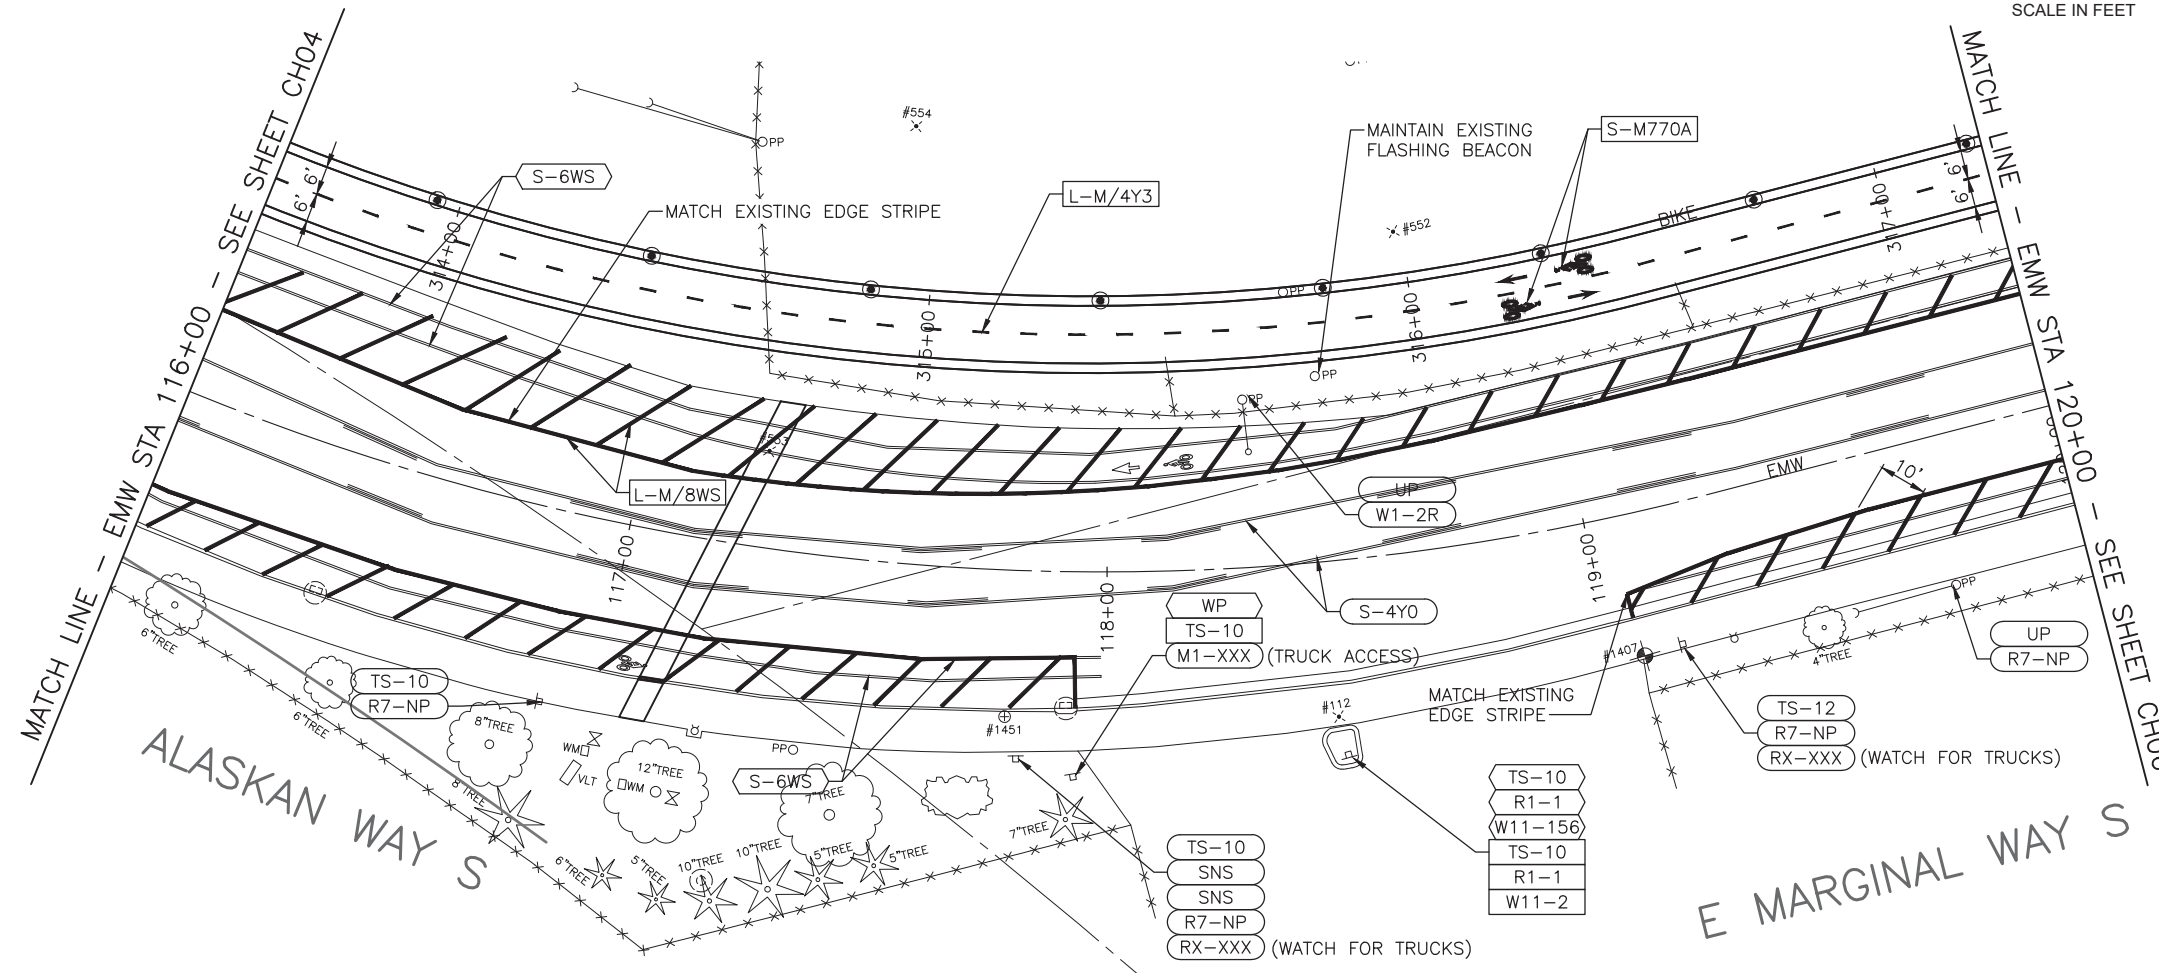 SCALE IN FEET
MATCH LINE - EMW STA 116+00 - SEE SHEET CH04
MATCH LINE - EMW STA 120+00 - SEE SHEET
6'
6'
314+00
S-6WS
MATCH EXISTING EDGE STRIPE
PP
#554
L-M/4Y3
MAINTAIN EXISTING
FLASHING BEACON
S-M770A
#552
BIKE
6'
6'
317+00
315+00
316+00
PP
PP
L-M/8WS
UP
W1-2R
EMW
10'
117+00
118+00
119+00
S-4Y0
WP
TS-10
M1-XXX (TRUCK ACCESS)
6"TREE
6"TREE
TS-10
R7-NP
8"TREE
8"TREE
WM
VLT
12"TREE
WM
PP
S-6WS
7"TREE
#1451
7"TREE
#112
MATCH EXISTING
EDGE STRIPE
#1407
4"TREE
PP
UP
R7-NP
TS-12
R7-NP
RX-XXX (WATCH FOR TRUCKS)
TS-10
R1-1
W11-156
TS-10
R1-1
W11-2
TS-10
SNS
SNS
R7-NP
RX-XXX (WATCH FOR TRUCKS)
6"TREE
5"TREE
10"TREE
10"TREE
5"TREE
5"TREE
ALASKAN WAY S
E MARGINAL WAY S